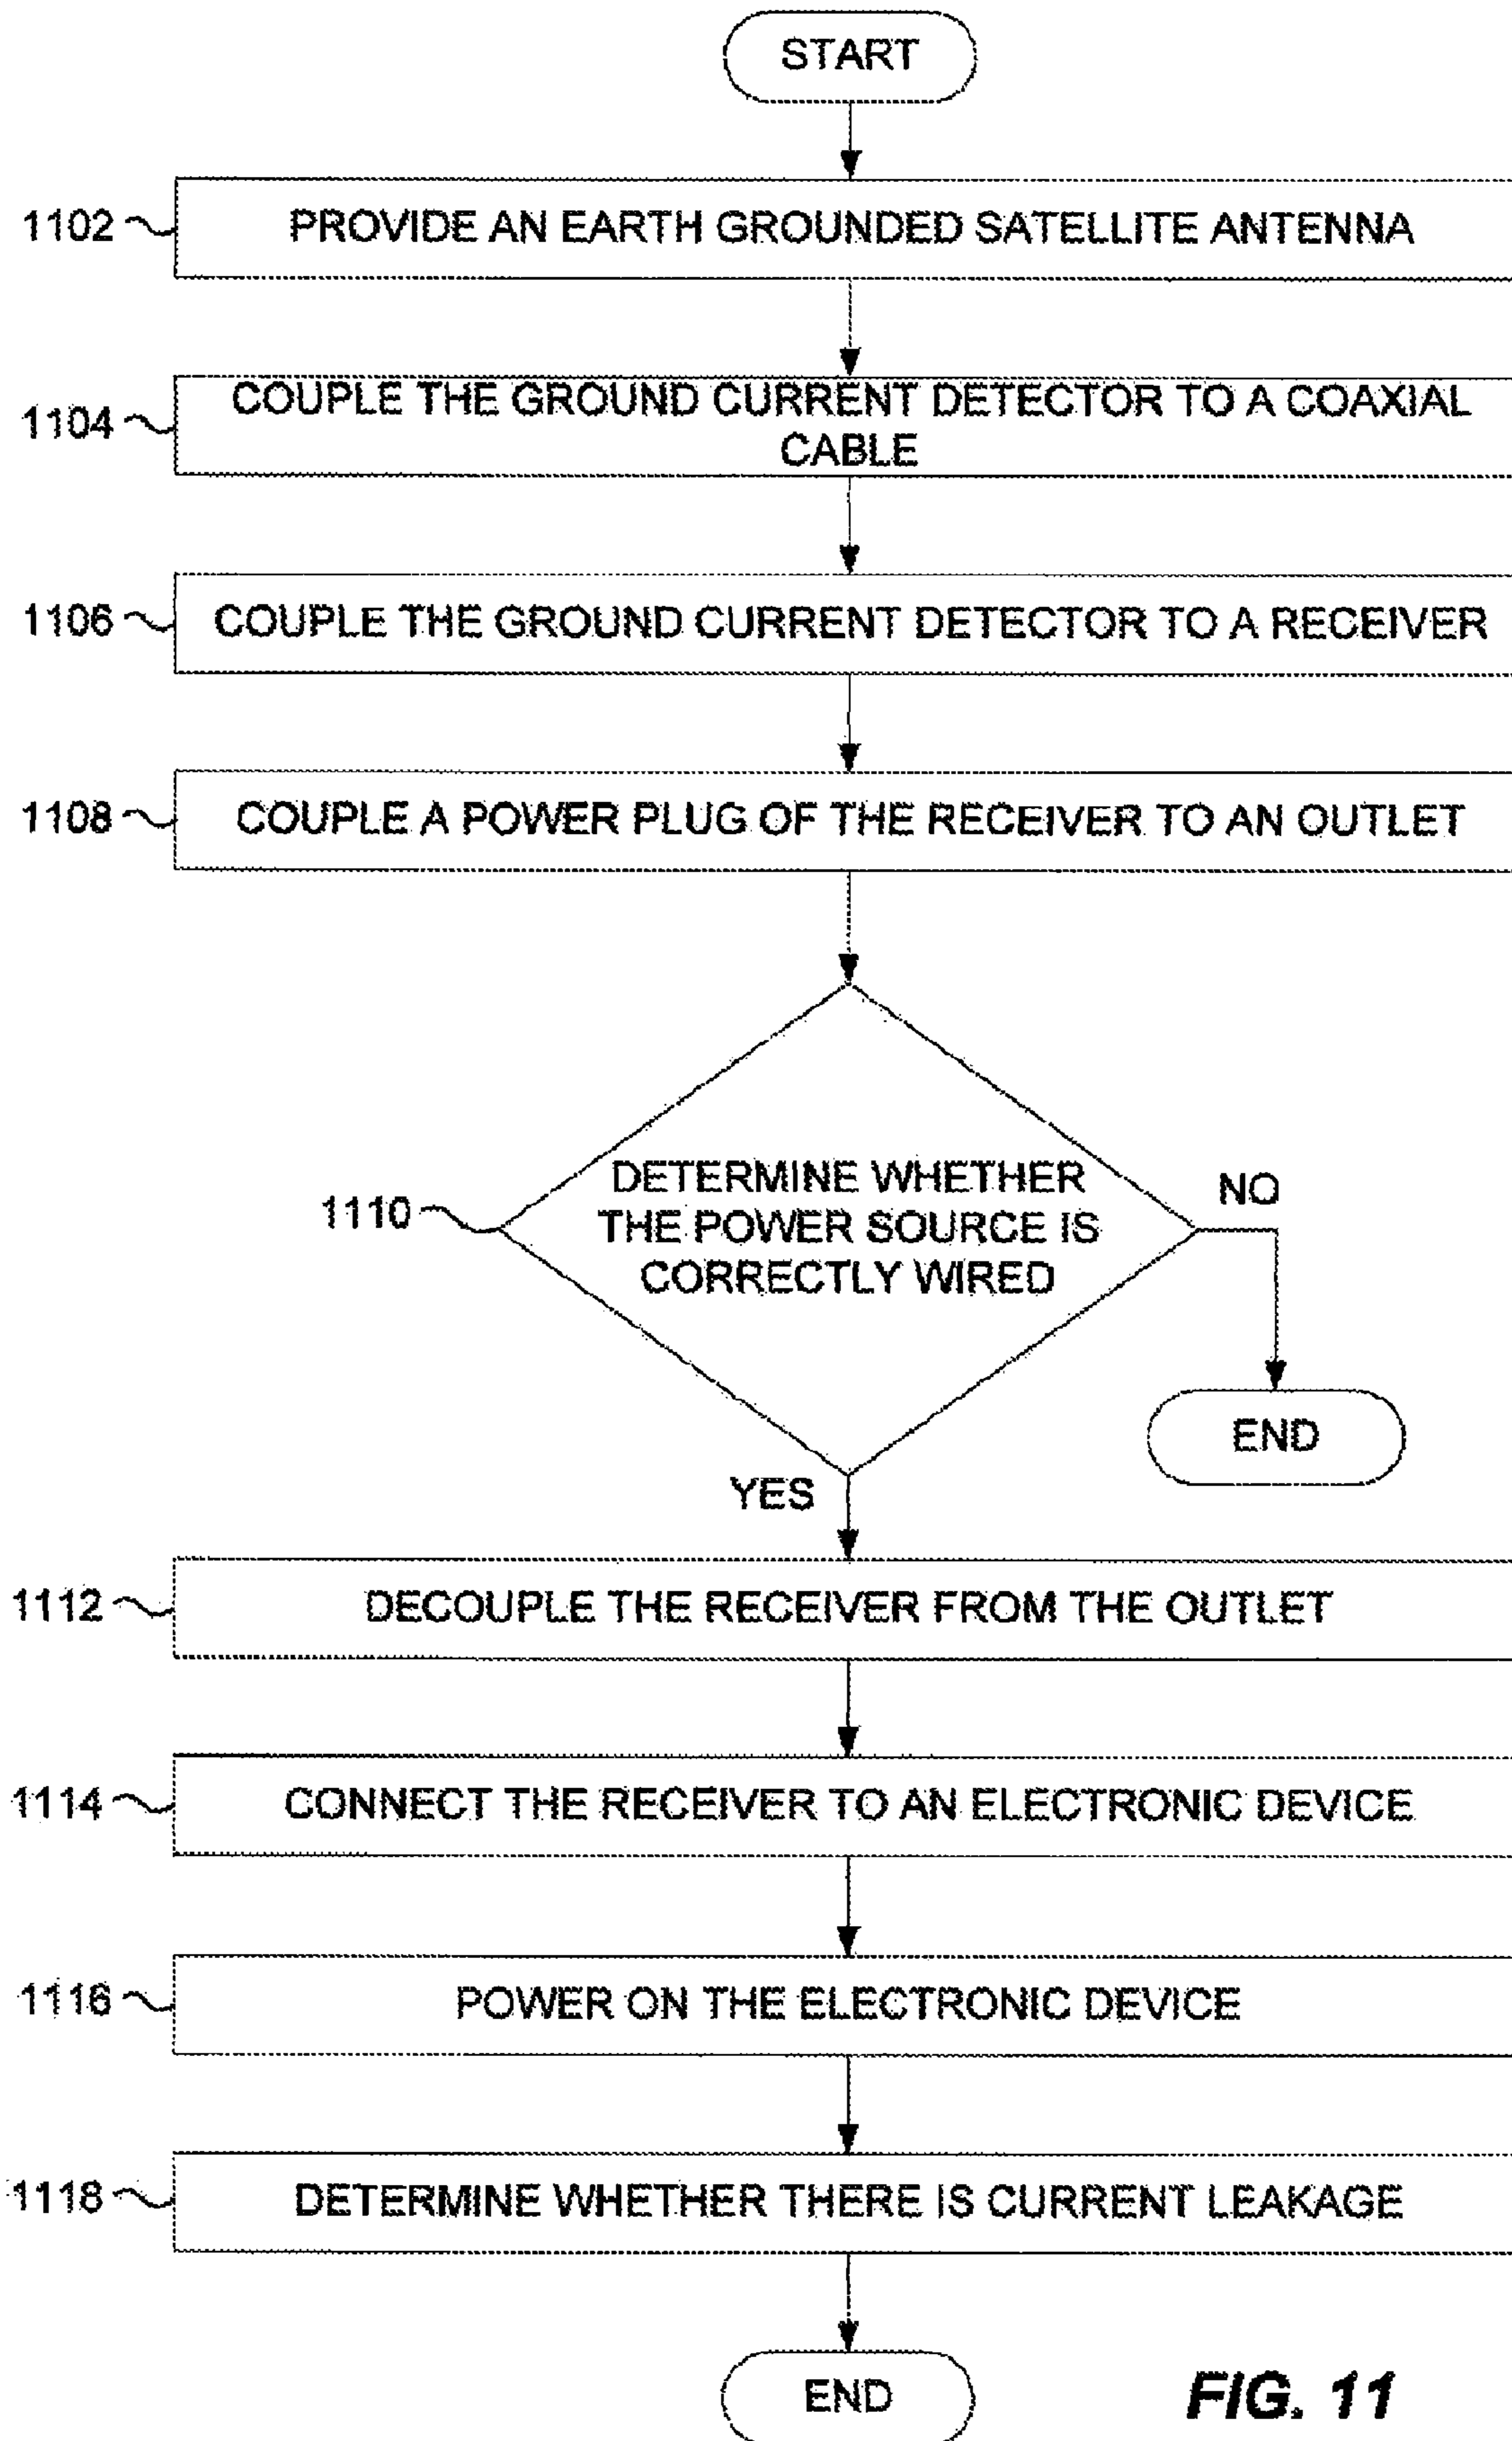 START
1102 PROVIDE AN EARTH GROUNDED SATELLITE ANTENNA
1104 COUPLE THE GROUND CURRENT DETECTOR TO A COAXIAL
CABLE
1106 COUPLE THE GROUND CURRENT DETECTOR TO A RECEIVER
1108 COUPLE A POWER PLUG OF THE RECEIVER TO AN OUTLET
1110 DETERMINE WHETHER
THE POWER SOURCE IS
CORRECTLY WIRED
NO
END
YES
1112 DECOUPLE THE RECEIVER FROM THE OUTLET
1114 CONNECT THE RECEIVER TO AN ELECTRONIC DEVICE
1116 POWER ON THE ELECTRONIC DEVICE
1118 DETERMINE WHETHER THERE IS CURRENT LEAKAGE
END
FIG. 11